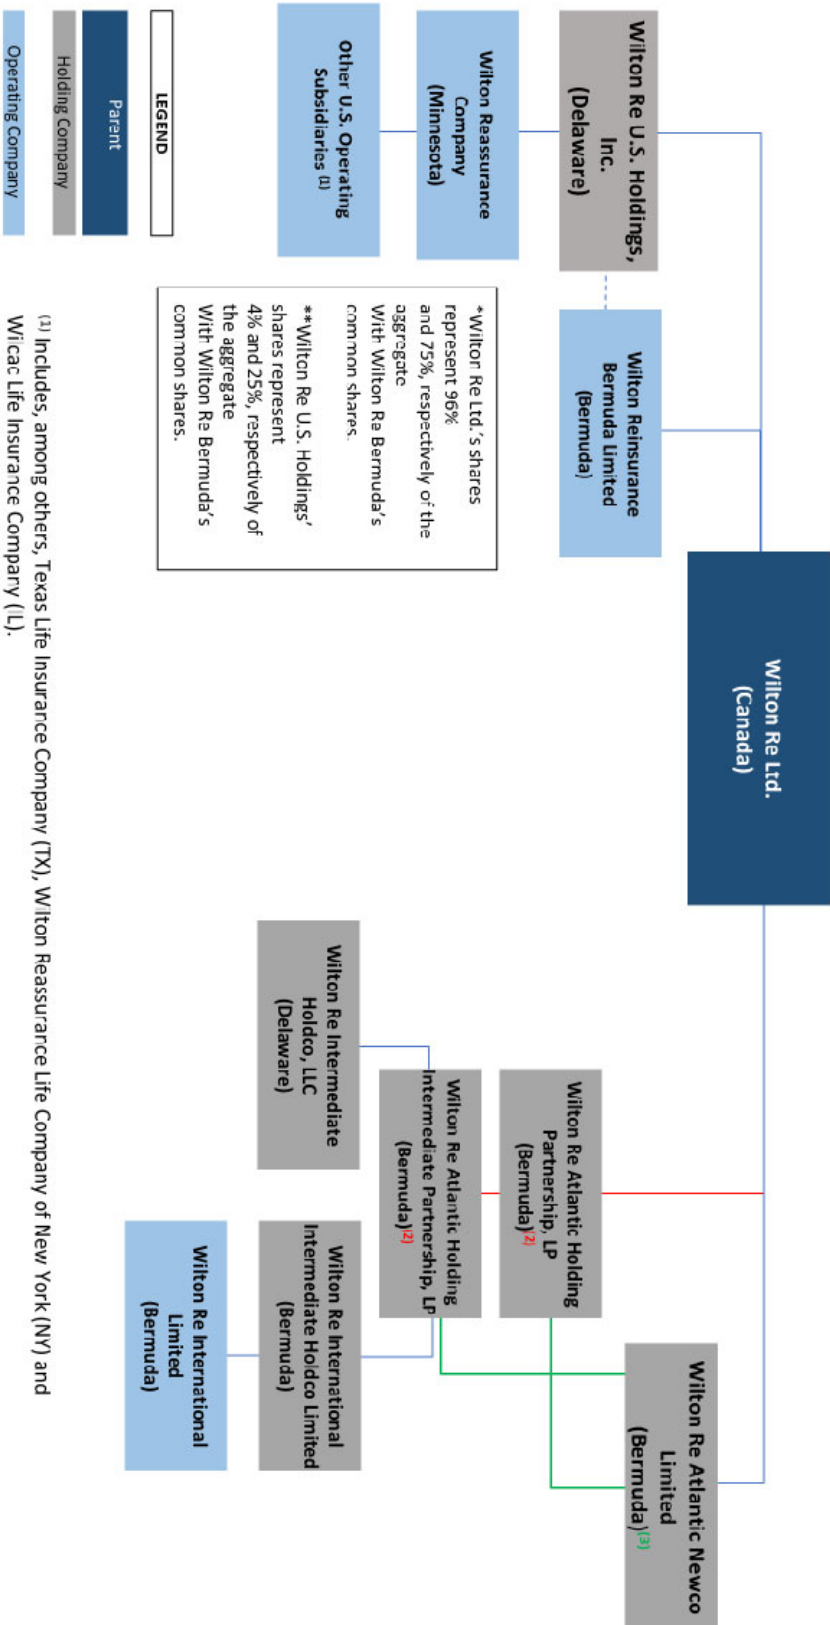 Wilton Re Ltd.
(Canada)
Wilton Re U.S. Holdings,
Inc.
(Delaware)
Wilton Reinsurance
Bermuda Limited
(Bermuda)
Wilton Re Atlantic Newco
Limited
(Bermuda)(3)
Wilton Reassurance
Company
(Minnesota)
Wilton Re Atlantic Holding
Partnership, LP
(Bermuda)(2)
Other U.S. Operating
Subsidiaries (1)
*Wilton Re Ltd.'s shares
represent 96%
and 75%, respectively of the
aggregate
With Wilton Re Bermuda's
common shares.
**Wilton Re U.S. Holdings'
shares represent
4% and 25%, respectively of
the aggregate
With Wilton Re Bermuda's
common shares.
Wilton Re Atlantic Holding
Intermediate Partnership, LP
(Bermuda)(2)
Wilton Re Intermediate
Holdco, LLC
(Delaware)
Wilton Re International
Intermediate Holdco Limited
(Bermuda)
Wilton Re International
Limited
(Bermuda)
LEGEND
Parent
Holding Company
Operating Company
(1) Includes, among others, Texas Life Insurance Company (TX), Wilton Reassurance Life Company of New York (NY) and
Wilcac Life Insurance Company (IL).